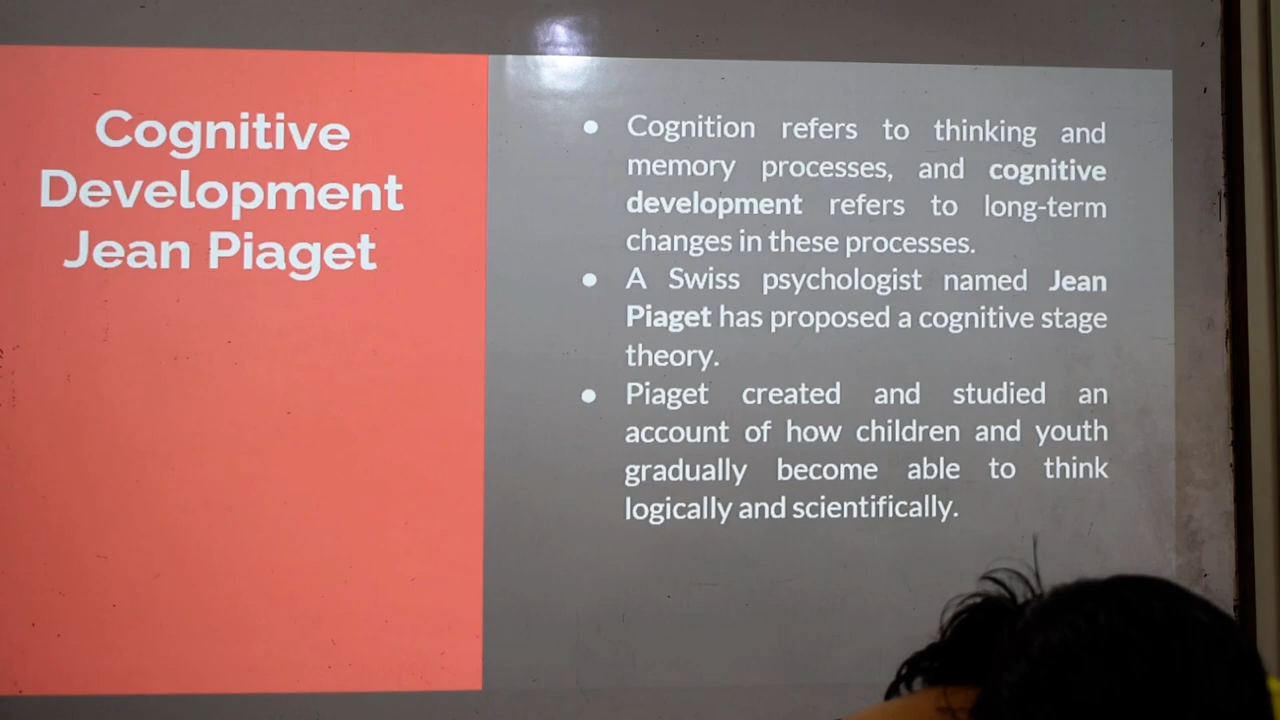 Cognitive
Development
Jean Piaget
● Cognition refers to thinking and
memory processes, and cognitive
development refers to long-term
changes in these processes.
● A Swiss psychologist named Jean
Piaget has proposed a cognitive stage
theory.
● Piaget created and studied an
account of how children and youth
gradually become able to think
logically and scientifically.